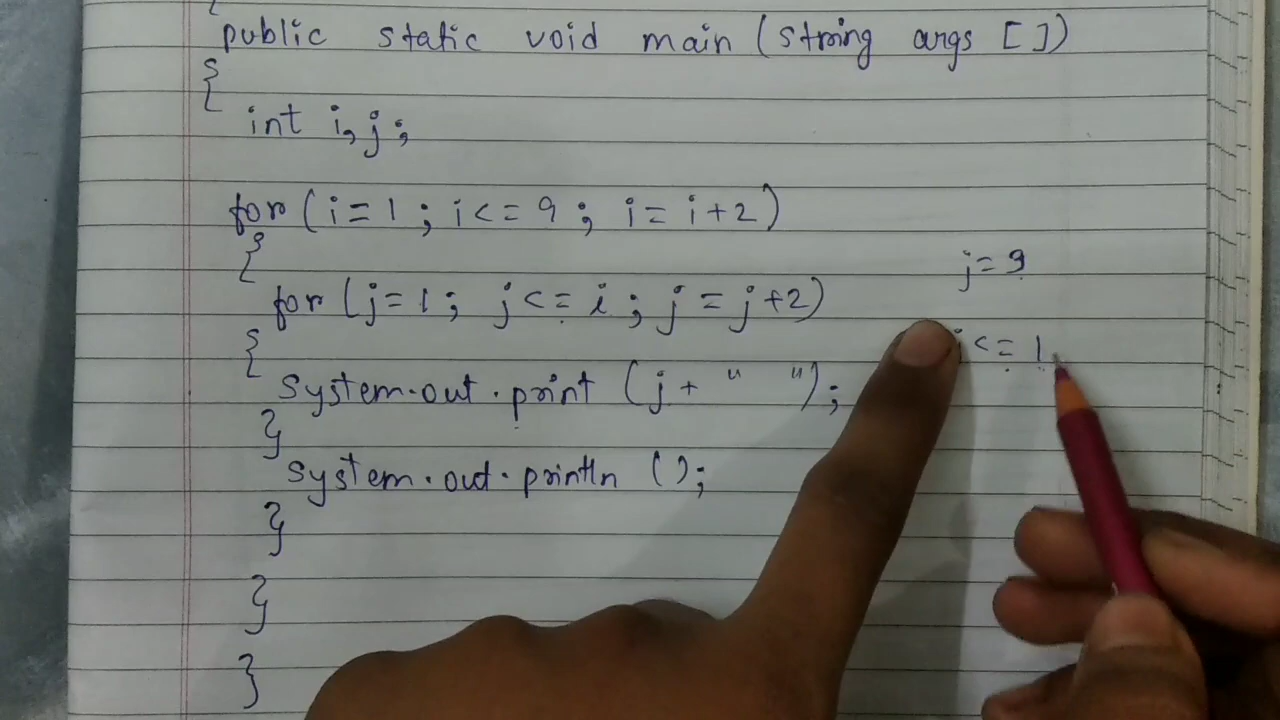 {
public static void main (string args [])
{
int i,j;
for (i=1 ; i<=9 ; i=i+2)
{
for (j=1; j<=i; j=j+2)
{
system.out.print (j+ " ");
}
system.out.println ();
}
}
}
j=9
<= 1